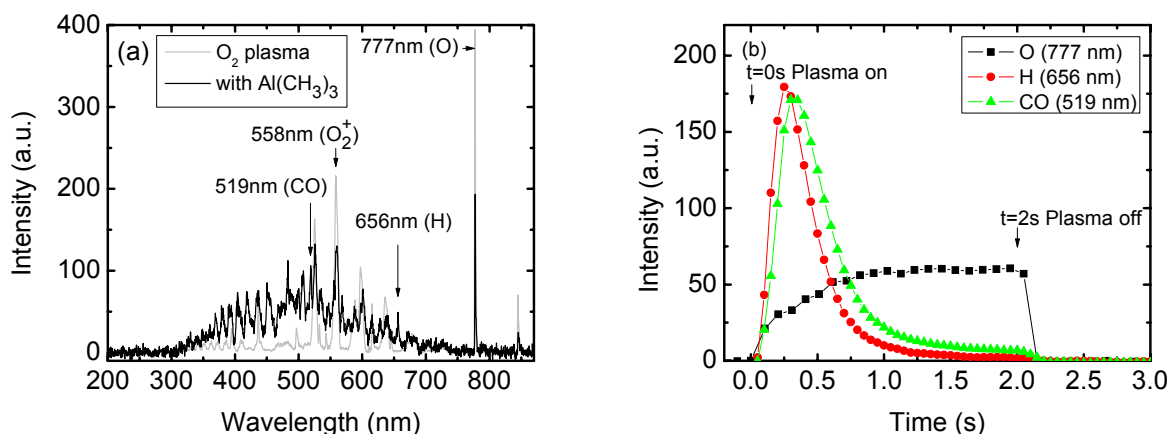 (a)
O₂ plasma
with Al(CH₃)₃
777nm (O)
558nm (O₂⁺)
519nm (CO)
656nm (H)
400
300
200
100
0
Intensity (a.u.)
200 300 400 500 600 700 800
Wavelength (nm)
(b)
t=0s Plasma on
O (777 nm)
H (656 nm)
CO (519 nm)
t=2s Plasma off
200
150
100
50
0
Intensity (a.u.)
0.0 0.5 1.0 1.5 2.0 2.5 3.0
Time (s)